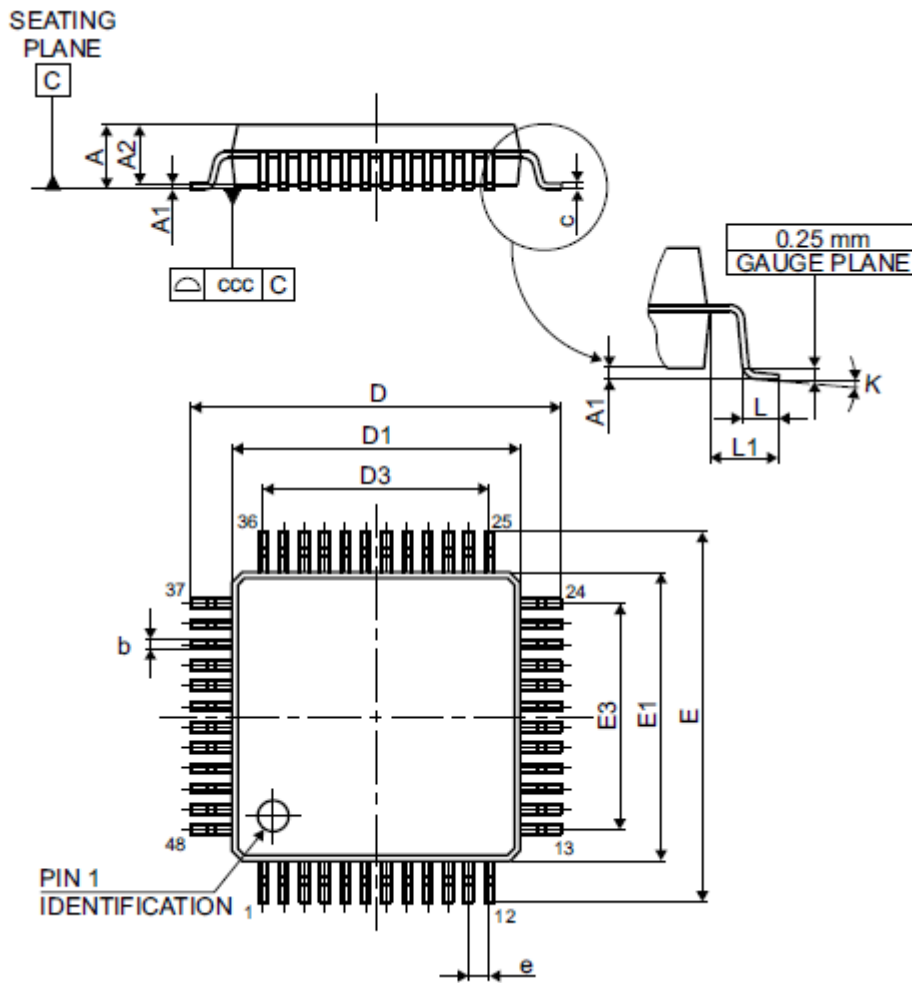 SEATING
PLANE
C
A
A2
A1
c
ccc C
0.25 mm
GAUGE PLANE
K
A1
L
L1
D
D1
D3
36
25
37
24
b
E3
E1
E
48
13
PIN 1
IDENTIFICATION
1
12
e